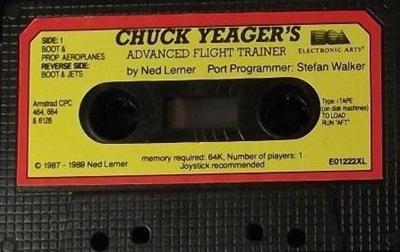 SIDE: 1
BOOT &
PROP AEROPLANES
REVERSE SIDE:
BOOT & JETS
CHUCK YEAGER'S
ADVANCED FLIGHT TRAINER
by Ned Lerner Port Programmer: Stefan Walker
EA
ELECTRONIC ARTS®
Amstrad CPC
464, 664
& 6128
Type: |TAPE
(on disk machines)
TO LOAD
RUN "AFT"
memory required: 64K, Number of players: 1
Joystick recommended
© 1987 - 1989 Ned Lerner
E01222XL